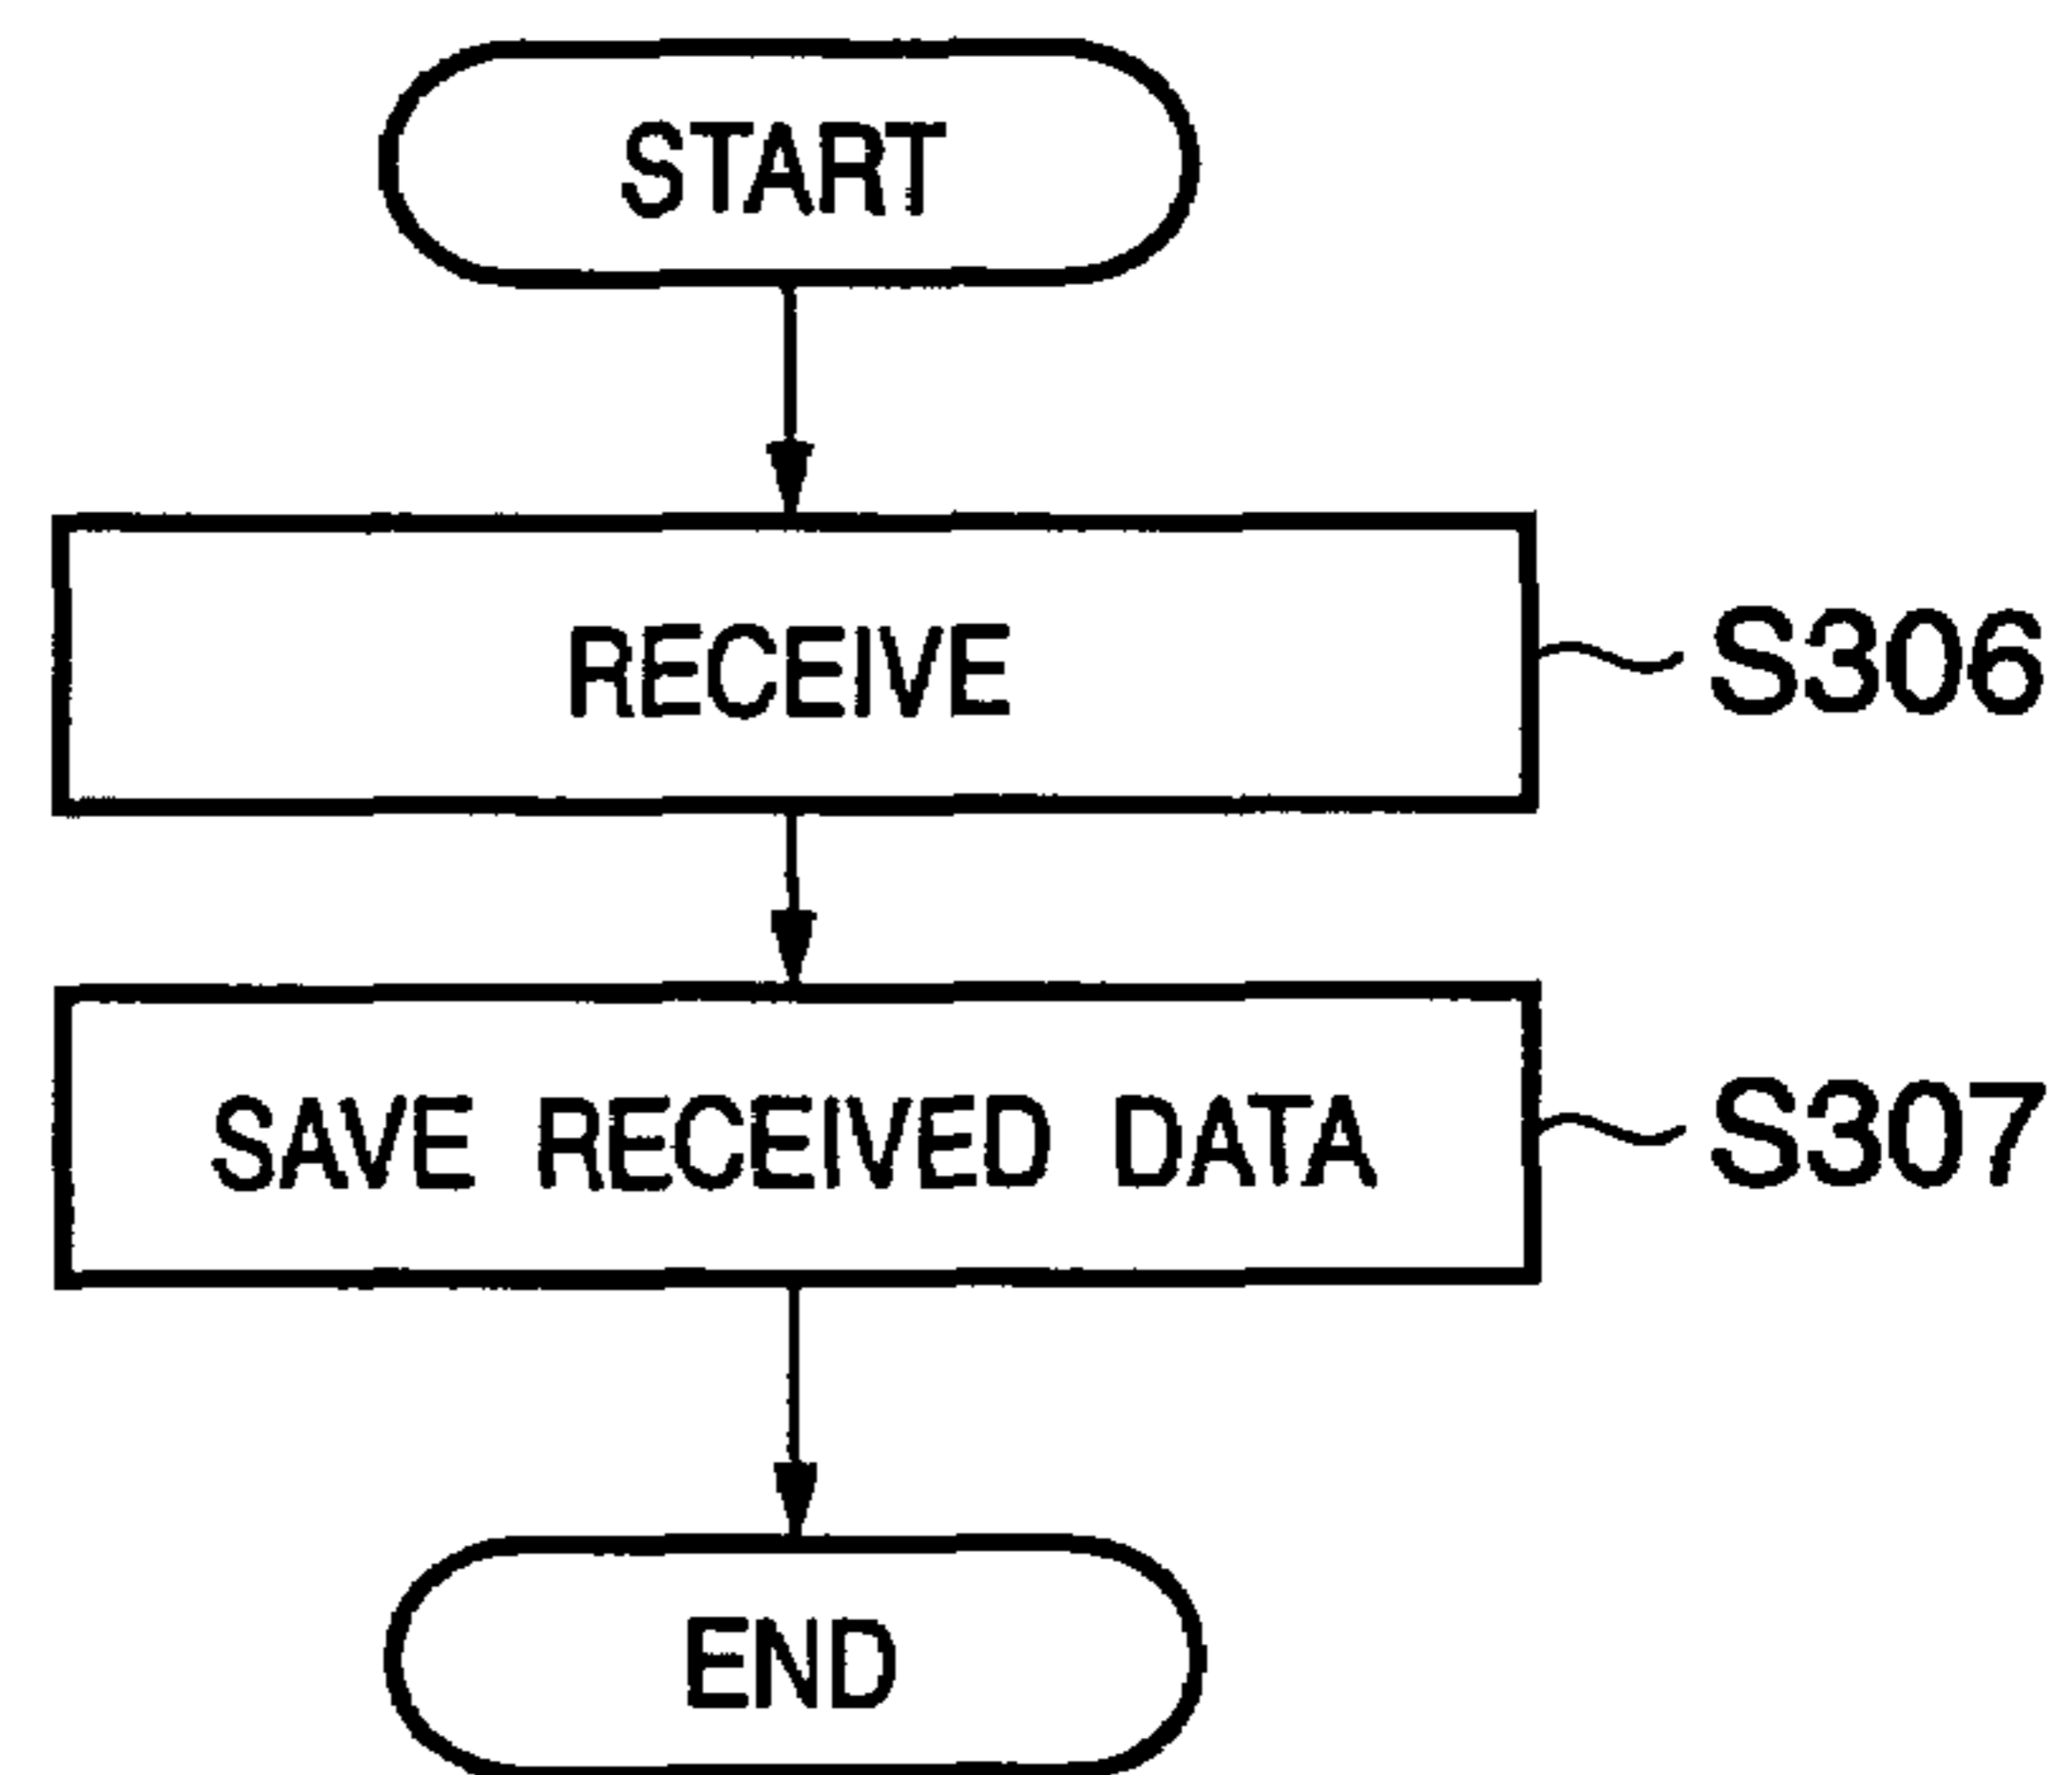 START
RECEIVE
S306
SAVE RECEIVED DATA
S307
END